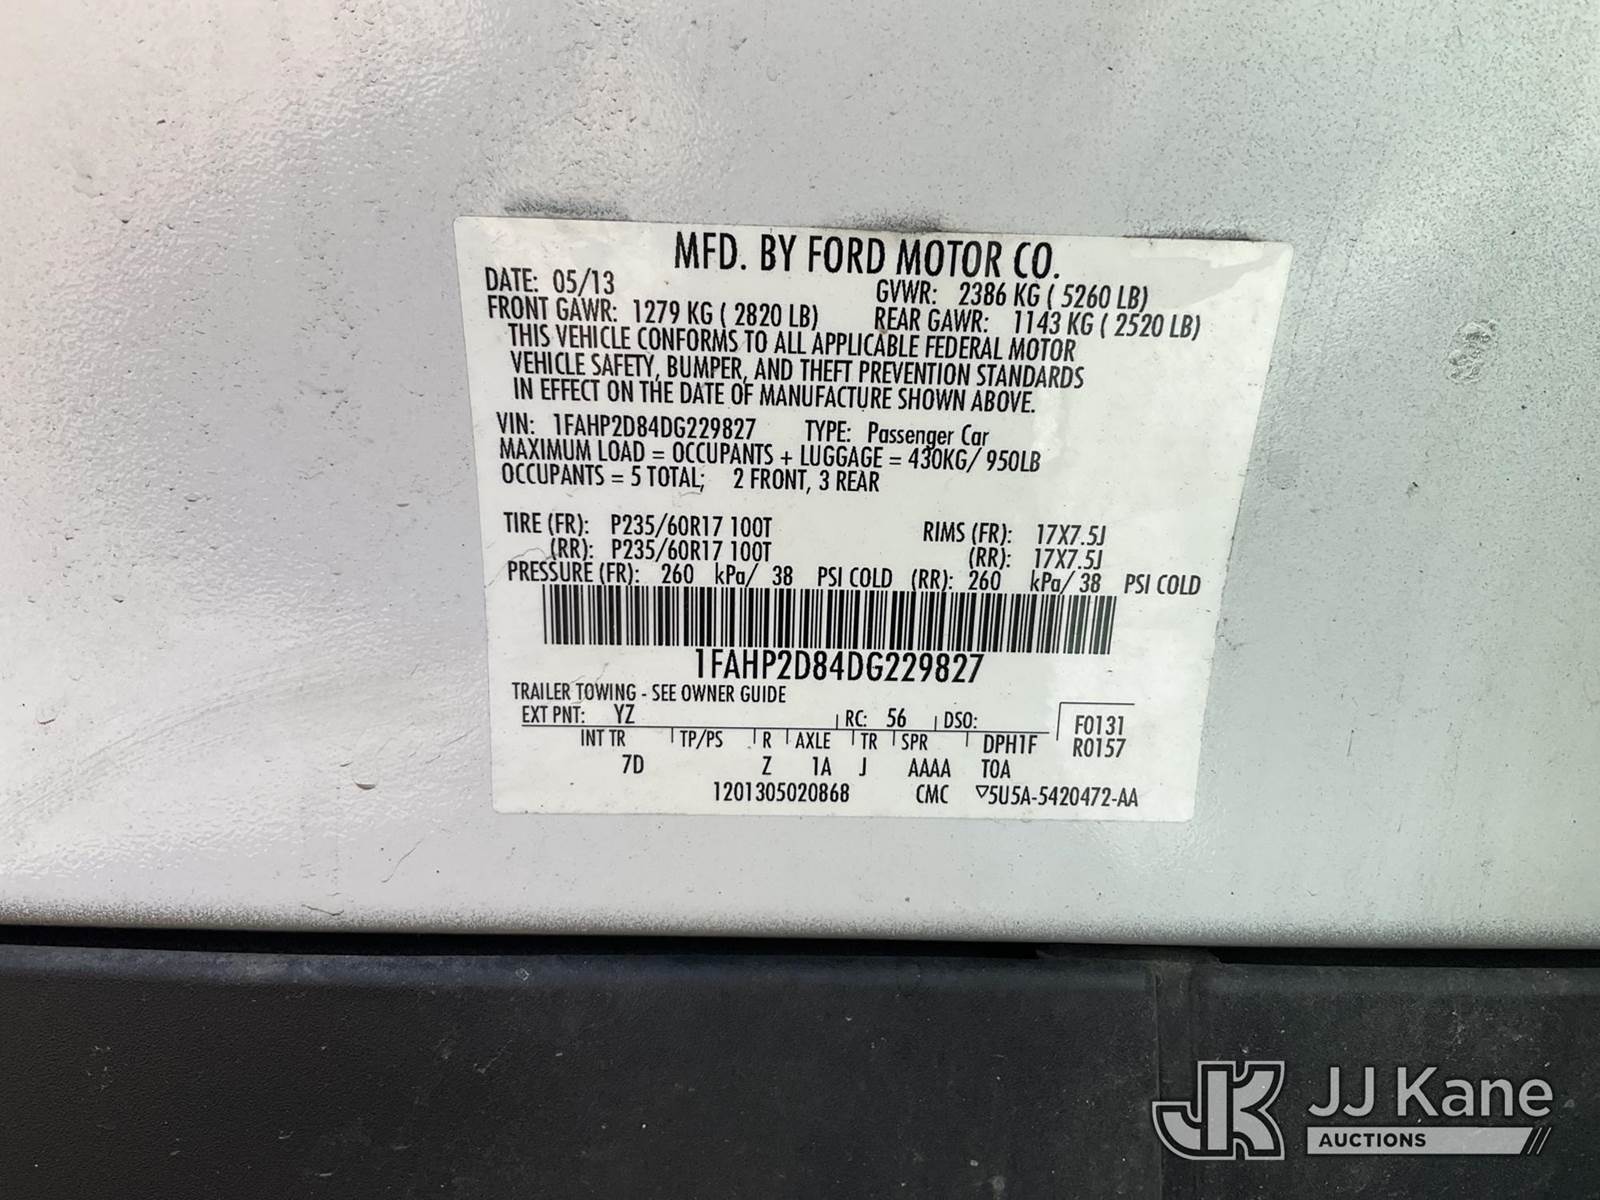 MFD. BY FORD MOTOR CO.
DATE: 05/13 GVWR: 2386 KG ( 5260 LB)
FRONT GAWR: 1279 KG ( 2820 LB) REAR GAWR: 1143 KG ( 2520 LB)
THIS VEHICLE CONFORMS TO ALL APPLICABLE FEDERAL MOTOR
VEHICLE SAFETY, BUMPER, AND THEFT PREVENTION STANDARDS
IN EFFECT ON THE DATE OF MANUFACTURE SHOWN ABOVE.
VIN: 1FAHP2D84DG229827 TYPE: Passenger Car
MAXIMUM LOAD = OCCUPANTS + LUGGAGE = 430KG/ 950LB
OCCUPANTS = 5 TOTAL; 2 FRONT, 3 REAR
TIRE (FR): P235/60R17 100T RIMS (FR): 17X7.5J
(RR): P235/60R17 100T (RR): 17X7.5J
PRESSURE (FR): 260 kPa/ 38 PSI COLD (RR): 260 kPa/ 38 PSI COLD
1FAHP2D84DG229827
TRAILER TOWING - SEE OWNER GUIDE
EXT PNT: YZ RC: 56 DSO: F0131
INT TR TP/PS R AXLE TR SPR DPH1F R0157
7D Z 1A J AAAA TOA
1201305020868 CMC ▽5U5A-5420472-AA
JK JJ Kane
AUCTIONS